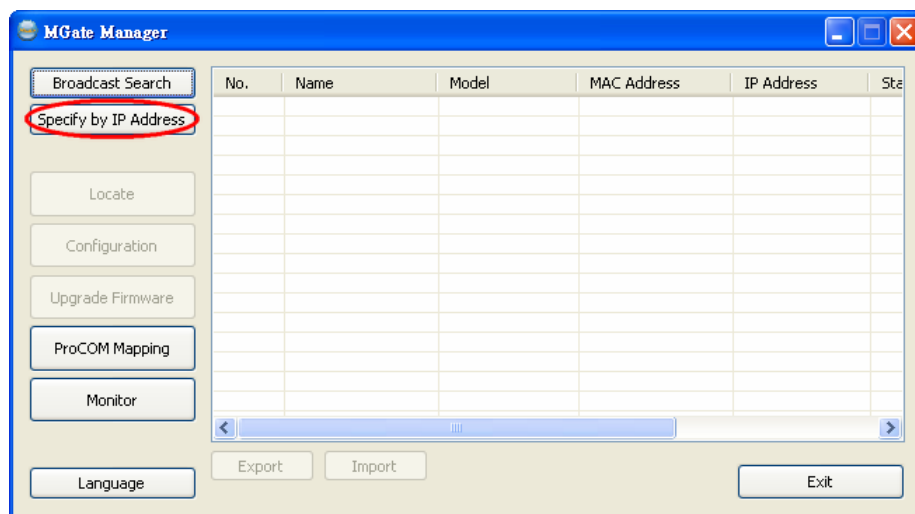 MGate Manager
Broadcast Search
Specify by IP Address
Locate
Configuration
Upgrade Firmware
ProCOM Mapping
Monitor
Language
No. Name Model MAC Address IP Address Sta
Export Import
Exit